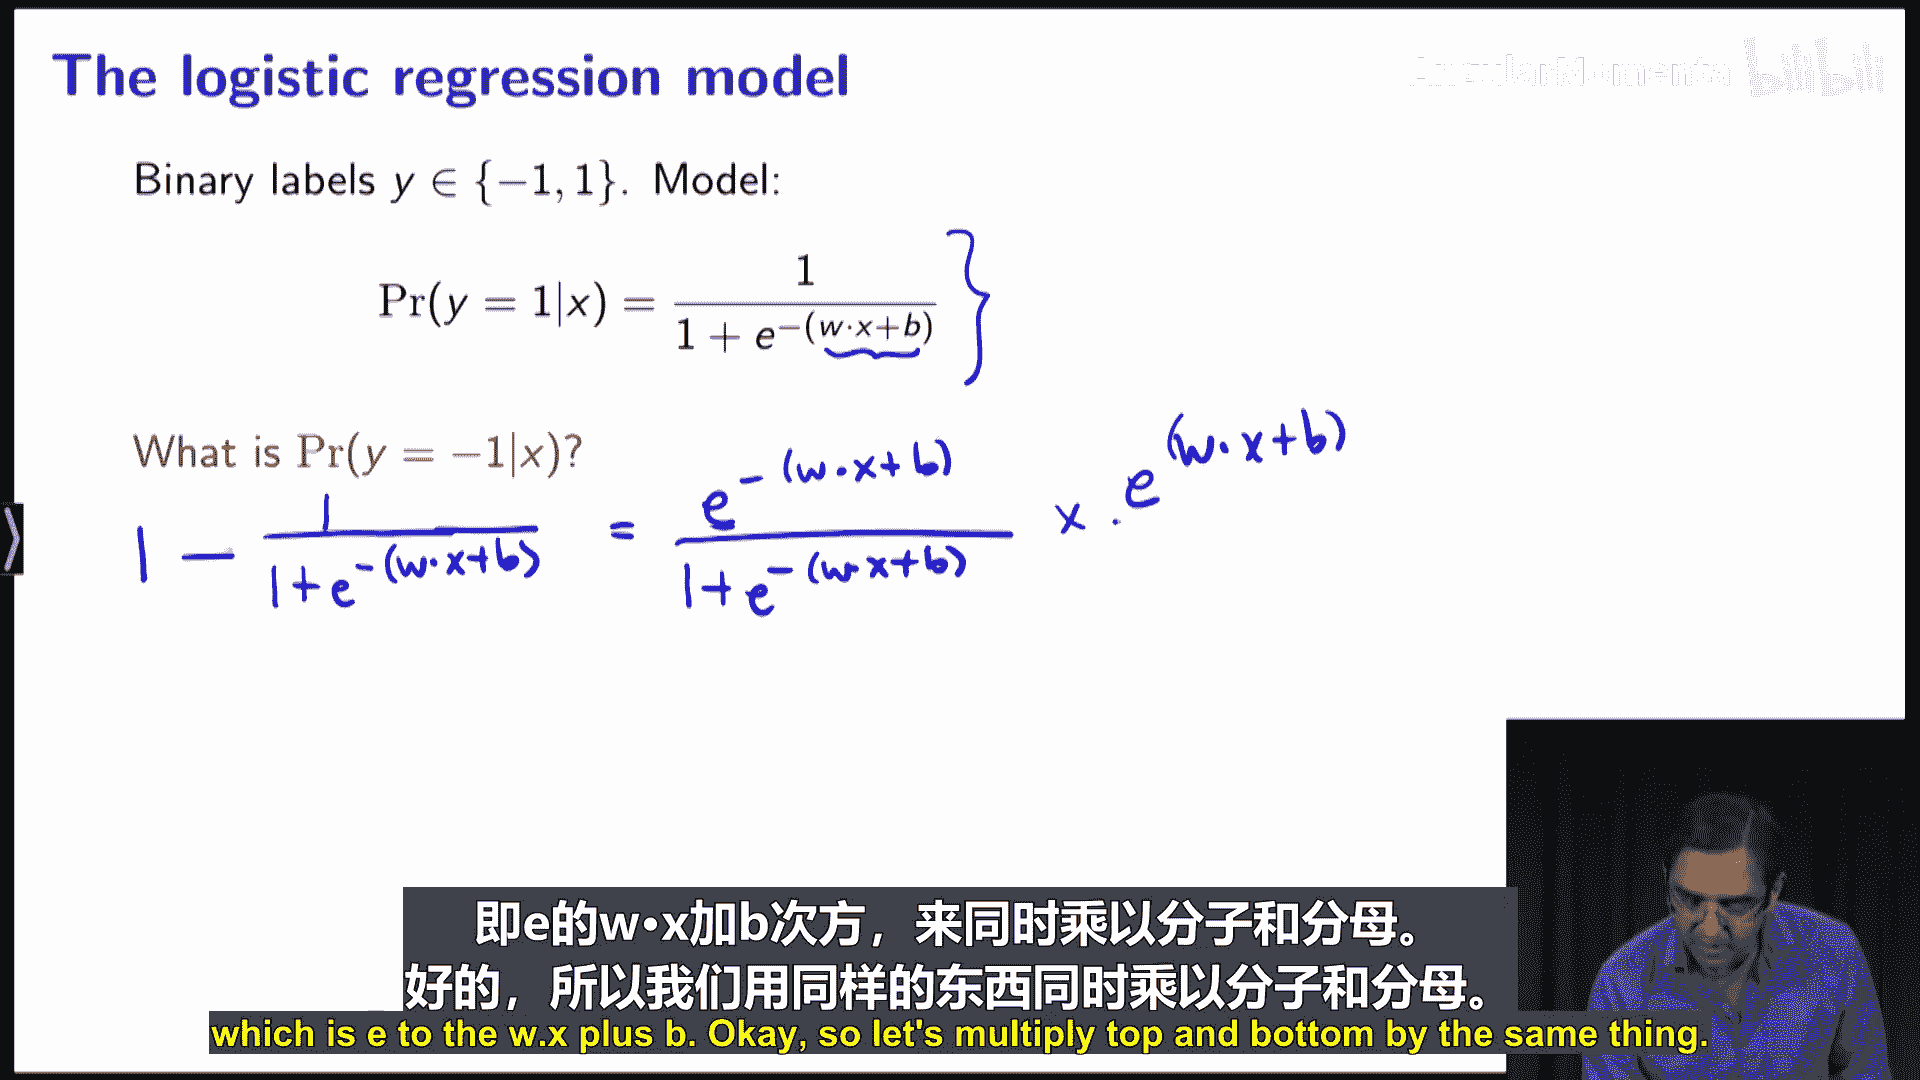 The logistic regression model
bilibili
Binary labels y ∈ {−1, 1}. Model:
Pr(y = 1|x) = 1 / (1 + e^−(w·x+b))
What is Pr(y = −1|x)?
1 − 1 / (1+e^−(w·x+b)) = e^−(w·x+b) / (1+e^−(w·x+b)) × · e^(w·x+b)
即e的w•x加b次方，来同时乘以分子和分母。
好的，所以我们用同样的东西同时乘以分子和分母。
which is e to the w.x plus b. Okay, so let's multiply top and bottom by the same thing.